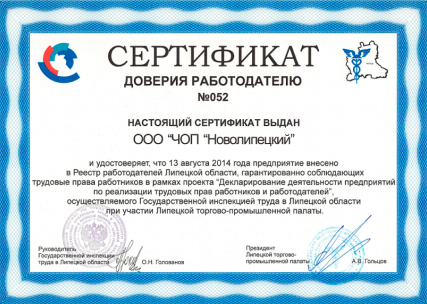 СЕРТИФИКАТ
ДОВЕРИЯ РАБОТОДАТЕЛЮ
№052
НАСТОЯЩИЙ СЕРТИФИКАТ ВЫДАН
ООО "ЧОП "Новолипецкий"
и удостоверяет, что 13 августа 2014 года предприятие внесено
в Реестр работодателей Липецкой области, гарантированно соблюдающих
трудовые права работников в рамках проекта "Декларирование деятельности предприятий
по реализации трудовых прав работников и работодателей",
осуществляемого Государственной инспекцией труда в Липецкой области
при участии Липецкой торгово-промышленной палаты.
Руководитель
Государственной инспекции
труда в Липецкой области О.Н. Голованов
Президент
Липецкой торгово-
промышленной палаты А.В. Гольцов